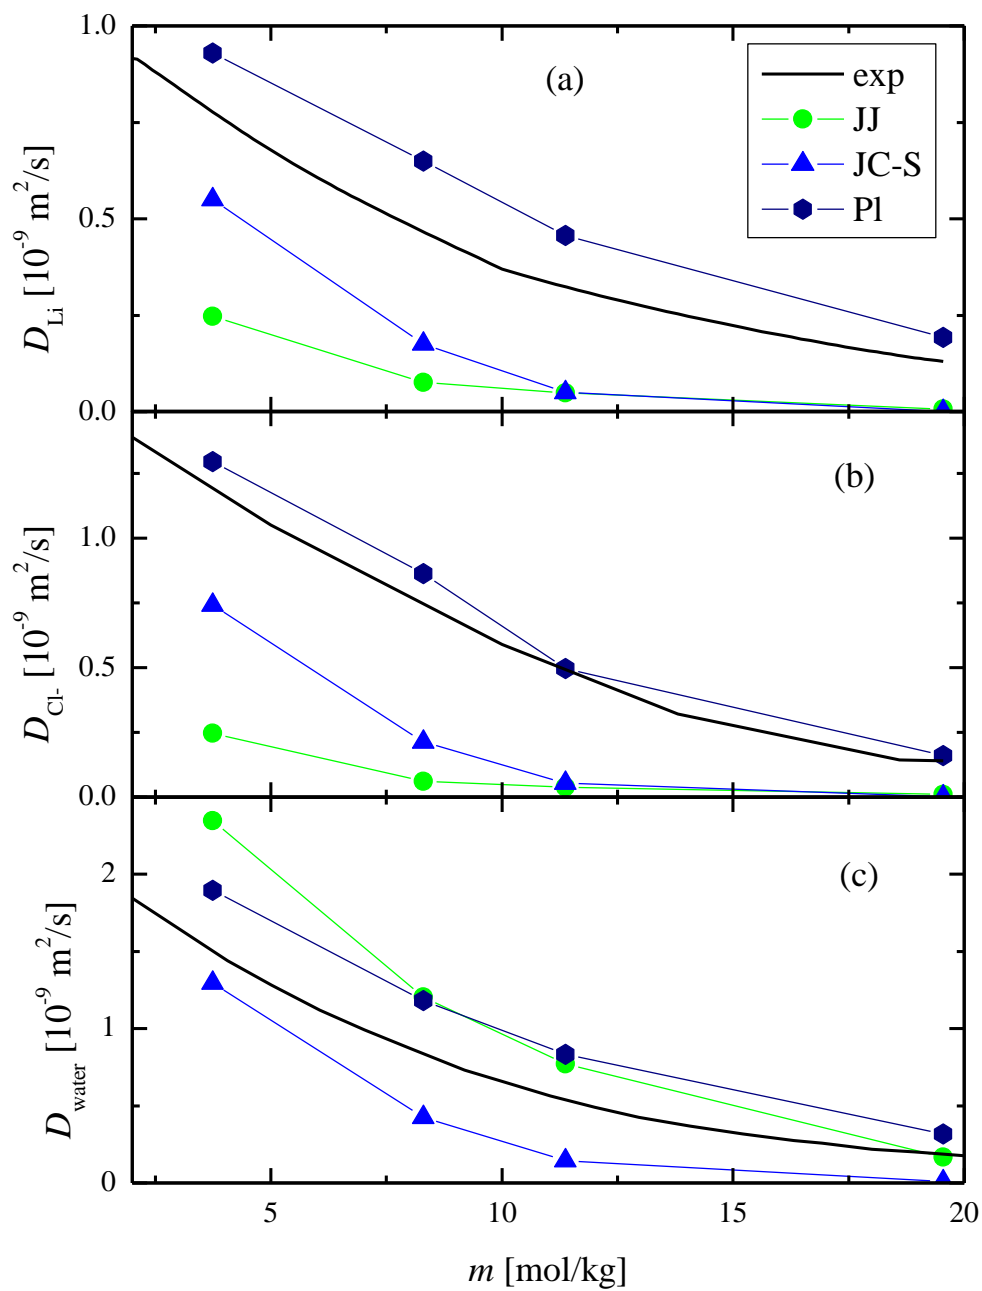 1.0
(a)
exp
JJ
JC-S
Pl
0.5
D_Li [10^-9 m^2/s]
0.0
(b)
1.0
D_Cl- [10^-9 m^2/s]
0.5
0.0
(c)
2
D_water [10^-9 m^2/s]
1
0
5 10 15 20
m [mol/kg]